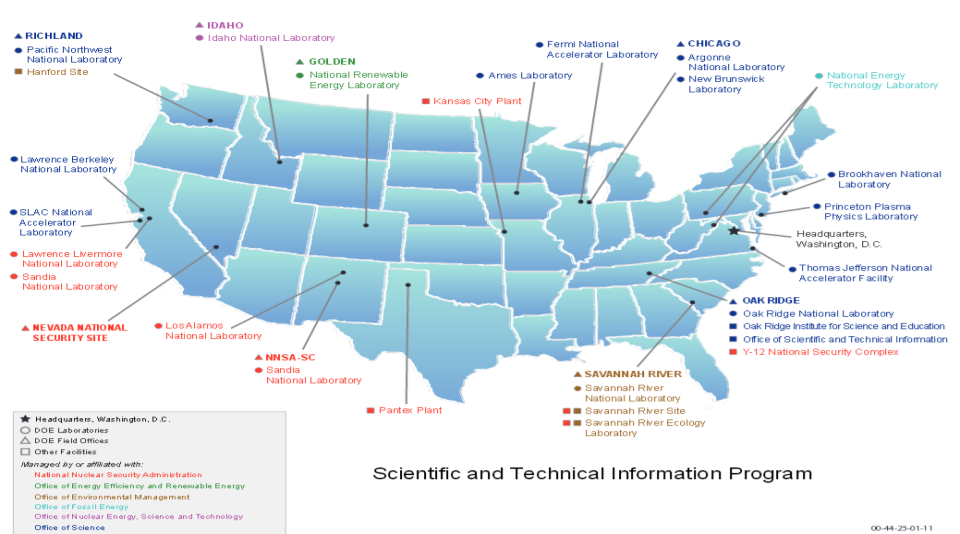 RICHLAND
Pacific Northwest
National Laboratory
Hanford Site
IDAHO
Idaho National Laboratory
GOLDEN
National Renewable
Energy Laboratory
Kansas City Plant
Ames Laboratory
Fermi National
Accelerator Laboratory
CHICAGO
Argonne
National Laboratory
New Brunswick
Laboratory
National Energy
Technology Laboratory
Lawrence Berkeley
National Laboratory
SLAC National
Accelerator
Laboratory
Lawrence Livermore
National Laboratory
Sandia
National Laboratory
NEVADA NATIONAL
SECURITY SITE
Los Alamos
National Laboratory
NNSA-SC
Sandia
National Laboratory
Pantex Plant
Brookhaven National
Laboratory
Princeton Plasma
Physics Laboratory
Headquarters,
Washington, D.C.
Thomas Jefferson National
Accelerator Facility
OAK RIDGE
Oak Ridge National Laboratory
Oak Ridge Institute for Science and Education
Office of Scientific and Technical Information
Y-12 National Security Complex
SAVANNAH RIVER
Savannah River
National Laboratory
Savannah River Site
Savannah River Ecology
Laboratory
Headquarters, Washington, D.C.
DOE Laboratories
DOE Field Offices
Other Facilities
Managed by or affiliated with:
National Nuclear Security Administration
Office of Energy Efficiency and Renewable Energy
Office of Environmental Management
Office of Fossil Energy
Office of Nuclear Energy, Science and Technology
Office of Science
Scientific and Technical Information Program
00-44-25-01-11